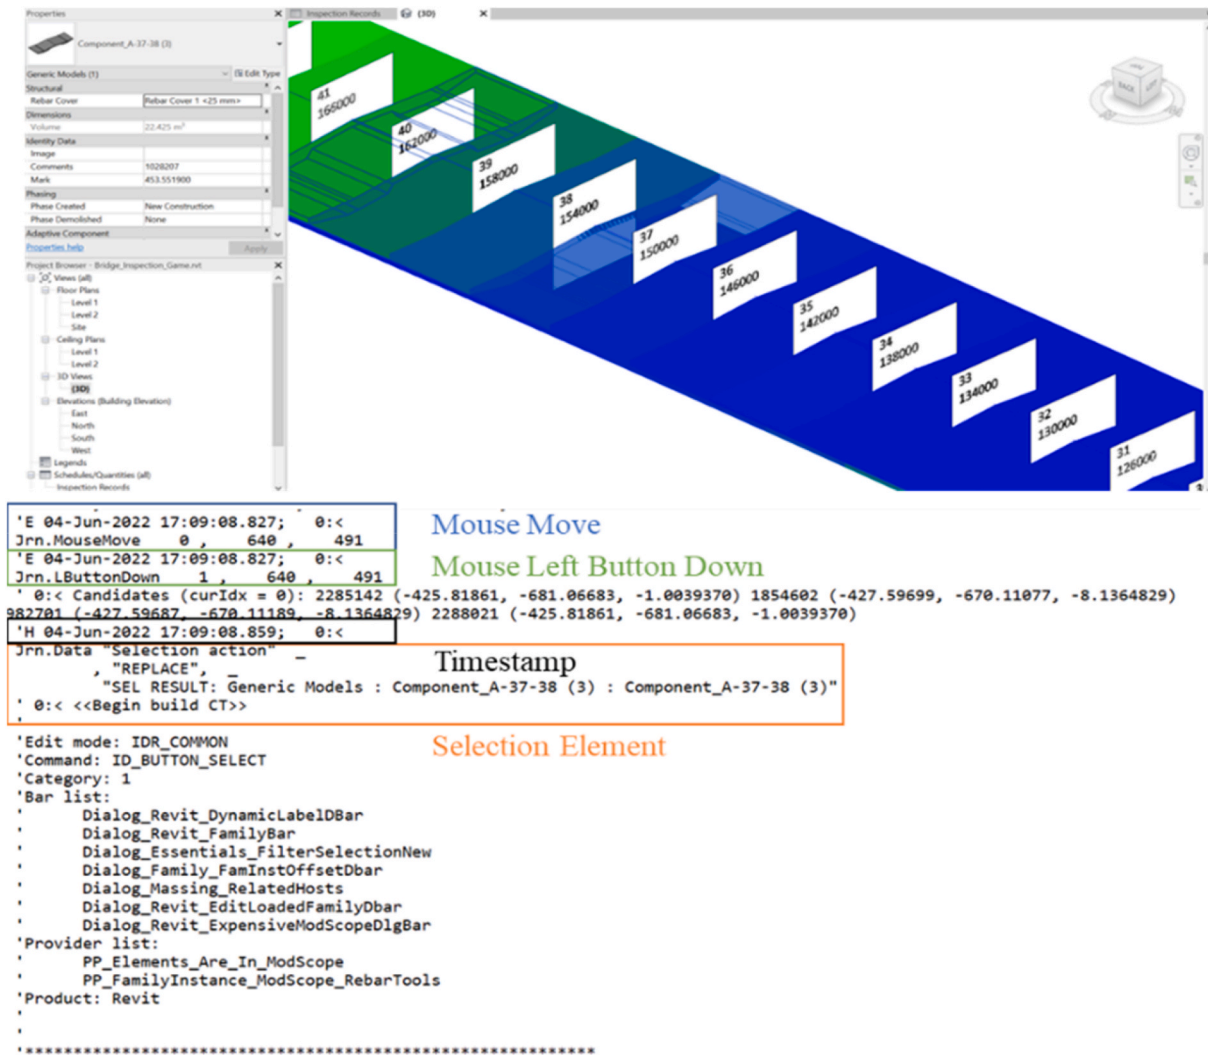 Properties
Inspection Records
(3D)
Component_A-37-38 (3)
Generic Models (1)
Edit Type
Structural
Rebar Cover
Rebar Cover 1 <25 mm>
Dimensions
Volume
22.425 m³
Identity Data
Image
Comments
1028207
Mark
453.551900
Phasing
Phase Created
New Construction
Phase Demolished
None
Adaptive Component
Properties help
Apply
Project Browser - Bridge_Inspection_Game.rvt
Views (all)
Floor Plans
Level 1
Level 2
Site
Ceiling Plans
Level 1
Level 2
3D Views
{3D}
Elevations (Building Elevation)
East
North
South
West
Legends
Schedules/Quantities (all)
Inspection Records
41
166000
40
162000
39
158000
38
154000
37
150000
36
146000
35
142000
34
138000
33
134000
32
130000
31
126000
BACK
LEFT
'E 04-Jun-2022 17:09:08.827;   0:<
Jrn.MouseMove   0 ,    640 ,    491
Mouse Move
'E 04-Jun-2022 17:09:08.827;   0:<
Jrn.LButtonDown   1 ,    640 ,    491
Mouse Left Button Down
' 0:< Candidates (curIdx = 0): 2285142 (-425.81861, -681.06683, -1.0039370) 1854602 (-427.59699, -670.11077, -8.1364829)
982701 (-427.59687, -670.11189, -8.1364829) 2288021 (-425.81861, -681.06683, -1.0039370)
'H 04-Jun-2022 17:09:08.859;   0:<
Timestamp
Jrn.Data "Selection action"  _
, "REPLACE",  _
"SEL RESULT: Generic Models : Component_A-37-38 (3) : Component_A-37-38 (3)"
' 0:< <<Begin build CT>>
'
Selection Element
'Edit mode: IDR_COMMON
'Command: ID_BUTTON_SELECT
'Category: 1
'Bar list:
'      Dialog_Revit_DynamicLabelDBar
'      Dialog_Revit_FamilyBar
'      Dialog_Essentials_FilterSelectionNew
'      Dialog_Family_FamInstOffsetDbar
'      Dialog_Massing_RelatedHosts
'      Dialog_Revit_EditLoadedFamilyDbar
'      Dialog_Revit_ExpensiveModScopeDlgBar
'Provider list:
'      PP_Elements_Are_In_ModScope
'      PP_FamilyInstance_ModScope_RebarTools
'Product: Revit
'
'
'***********************************************************